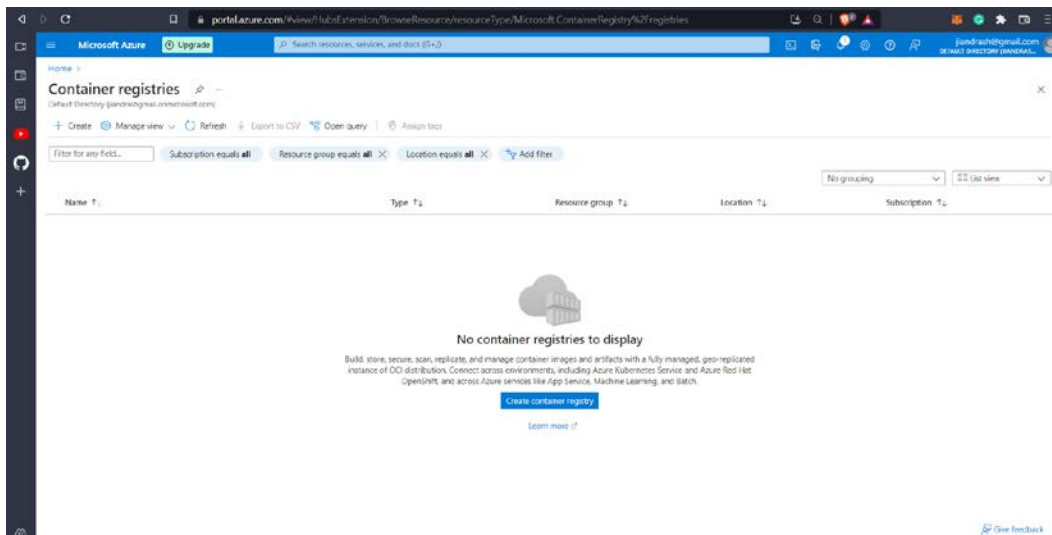 portal.azure.com/#view/HubsExtension/BrowseResource/resourceType/Microsoft.ContainerRegistry%2Fregistries
Microsoft Azure
Upgrade
Search resources, services, and docs (G+/)
jiandrash@gmail.com
Home >
Container registries
Default Directory (jiandrashgmail.onmicrosoft.com)
Create Manage view Refresh Export to CSV Open query Assign tags
Filter for any field... Subscription equals all Resource group equals all Location equals all Add filter
No grouping List view
Name Type Resource group Location Subscription
No container registries to display
Build, store, secure, scan, replicate, and manage container images and artifacts with a fully managed, geo-replicated
instance of OCI distribution. Connect across environments, including Azure Kubernetes Service and Azure Red Hat
OpenShift, and across Azure services like App Service, Machine Learning, and Batch.
Create container registry
Learn more
Give feedback